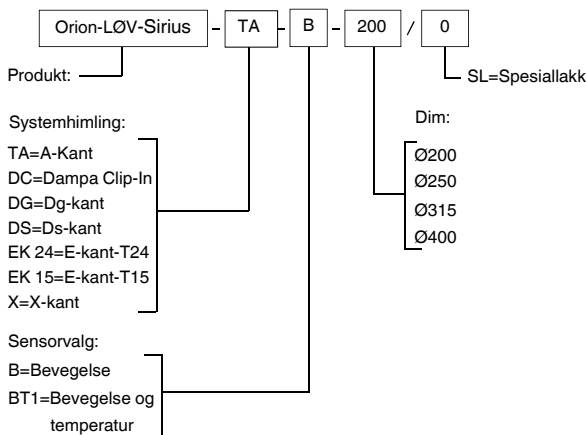 Orion-LØV-Sirius - TA - B - 200 / 0
Produkt:
SL=Spesiallakk
Systemhimling:
TA=A-Kant
DC=Dampa Clip-In
DG=Dg-kant
DS=Ds-kant
EK 24=E-kant-T24
EK 15=E-kant-T15
X=X-kant
Dim:
Ø200
Ø250
Ø315
Ø400
Sensorvalg:
B=Bevegelse
BT1=Bevegelse og
temperatur